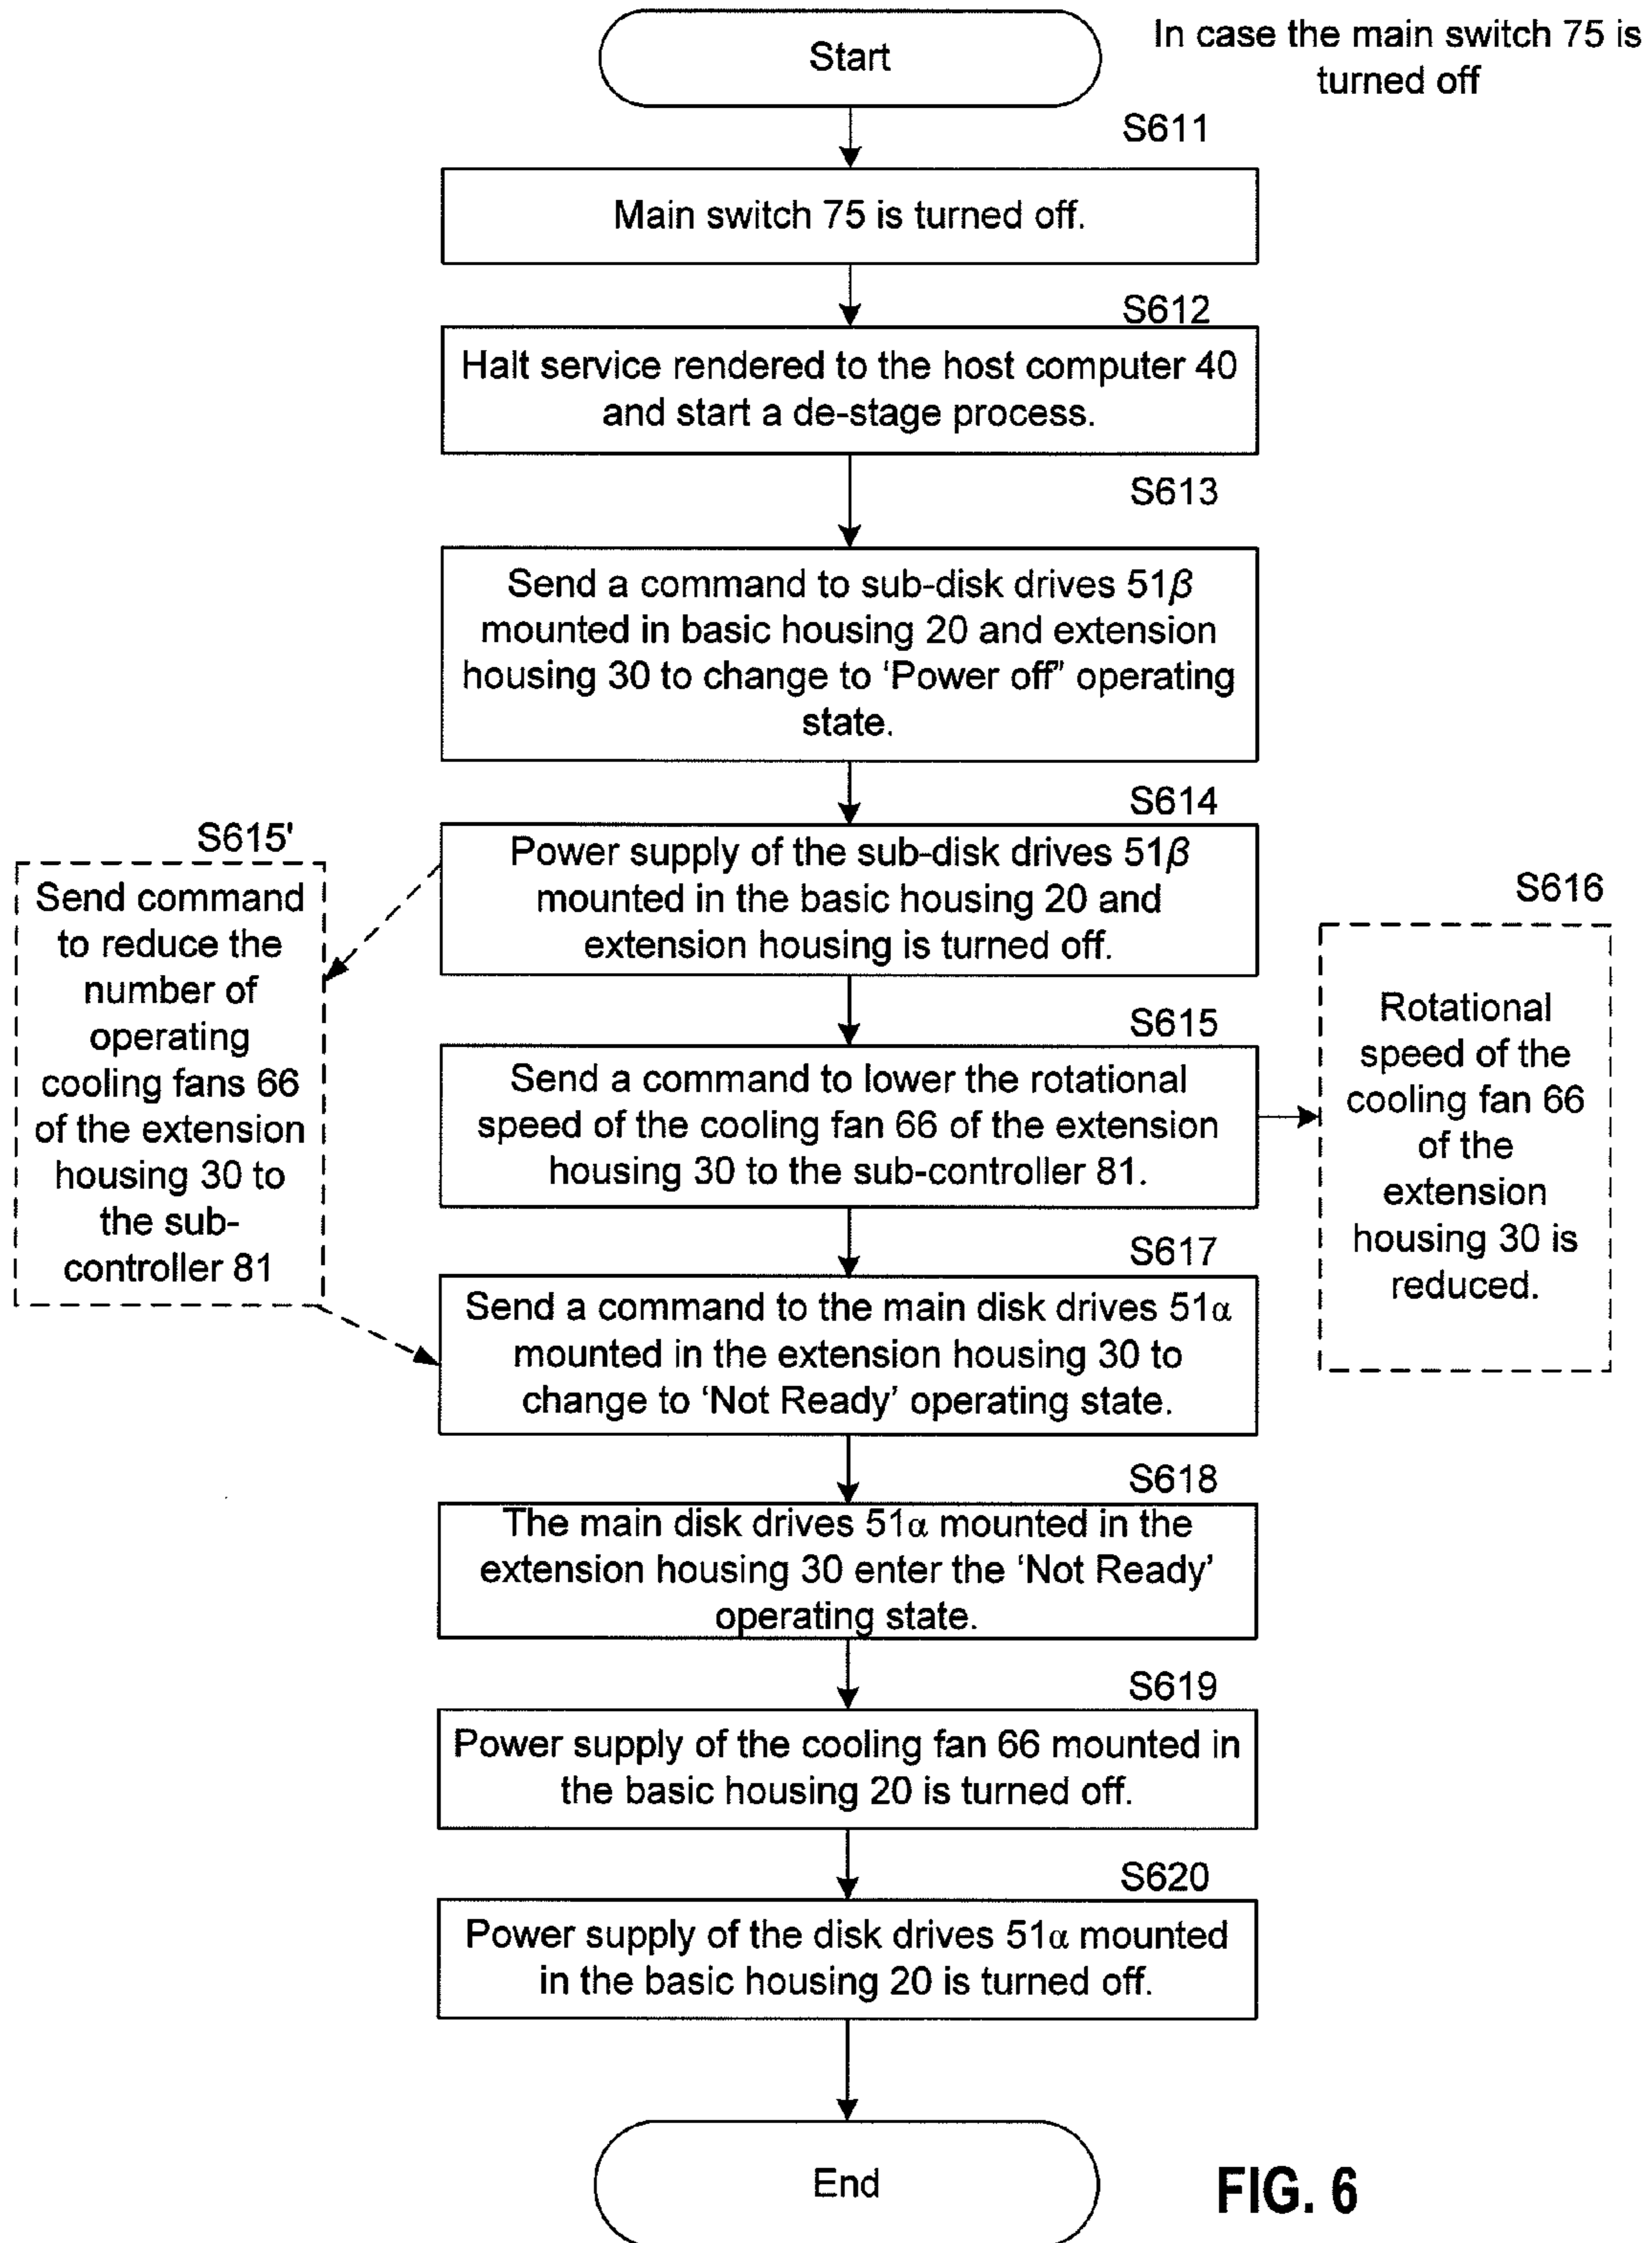 Start
In case the main switch 75 is
turned off
S611
Main switch 75 is turned off.
S612
Halt service rendered to the host computer 40
and start a de-stage process.
S613
Send a command to sub-disk drives 51β
mounted in basic housing 20 and extension
housing 30 to change to ‘Power off” operating
state.
S614
Power supply of the sub-disk drives 51β
mounted in the basic housing 20 and
extension housing is turned off.
S615'
Send command
to reduce the
number of
operating
cooling fans 66
of the extension
housing 30 to
the sub-
controller 81
S615
Send a command to lower the rotational
speed of the cooling fan 66 of the extension
housing 30 to the sub-controller 81.
S616
Rotational
speed of the
cooling fan 66
of the
extension
housing 30 is
reduced.
S617
Send a command to the main disk drives 51α
mounted in the extension housing 30 to
change to ‘Not Ready’ operating state.
S618
The main disk drives 51α mounted in the
extension housing 30 enter the ‘Not Ready’
operating state.
S619
Power supply of the cooling fan 66 mounted in
the basic housing 20 is turned off.
S620
Power supply of the disk drives 51α mounted
in the basic housing 20 is turned off.
End
FIG. 6